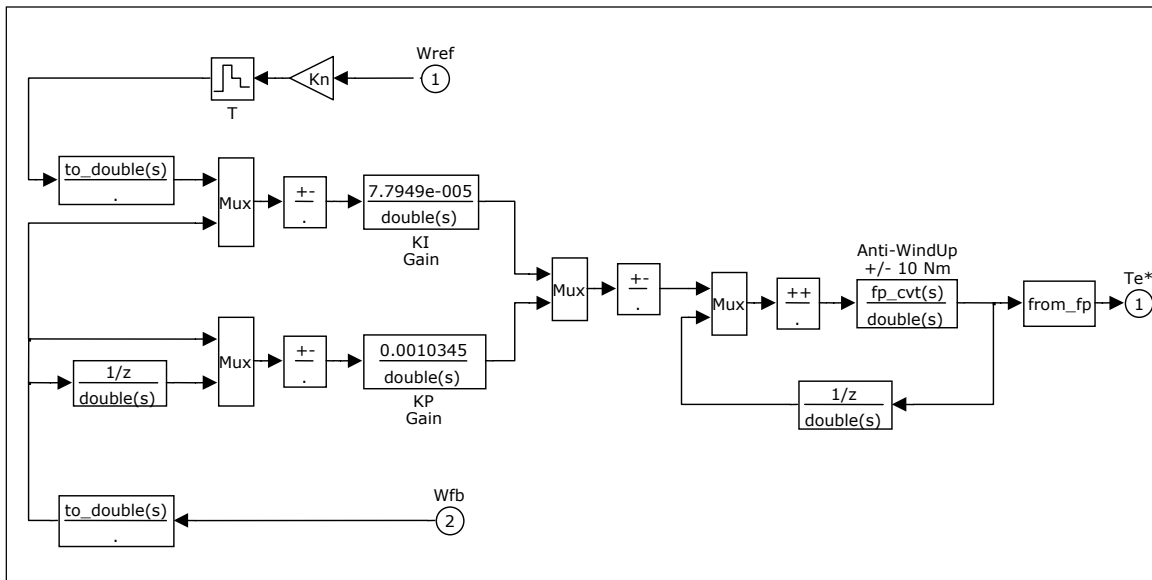 Wref
1
Kn
T
to_double(s)
.
Mux
+-
.
7.7949e-005
double(s)
KI
Gain
Mux
+-
.
Mux
++
.
Anti-WindUp
+/- 10 Nm
fp_cvt(s)
double(s)
from_fp
Te*
1
1/z
double(s)
Mux
+-
.
0.0010345
double(s)
KP
Gain
1/z
double(s)
to_double(s)
.
Wfb
2